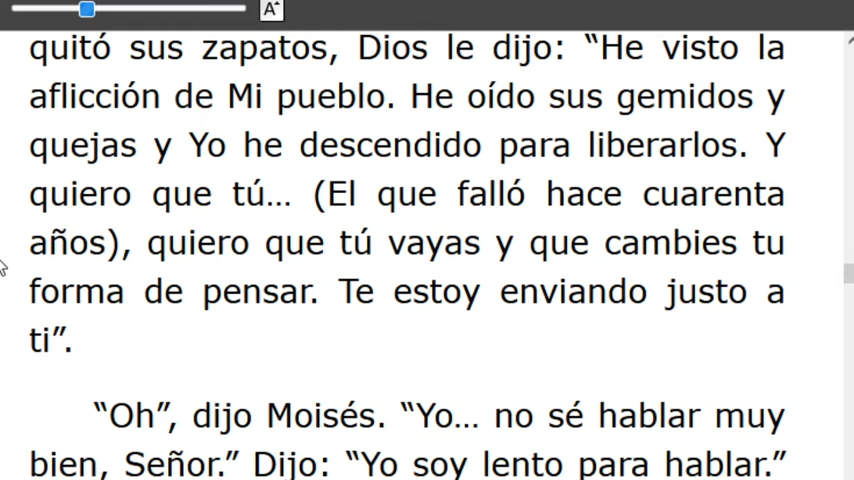 A
quitó sus zapatos, Dios le dijo: “He visto la
aflicción de Mi pueblo. He oído sus gemidos y
quejas y Yo he descendido para liberarlos. Y
quiero que tú… (El que falló hace cuarenta
años), quiero que tú vayas y que cambies tu
forma de pensar. Te estoy enviando justo a
ti”.
“Oh”, dijo Moisés. “Yo… no sé hablar muy
bien, Señor.” Dijo: “Yo soy lento para hablar.”